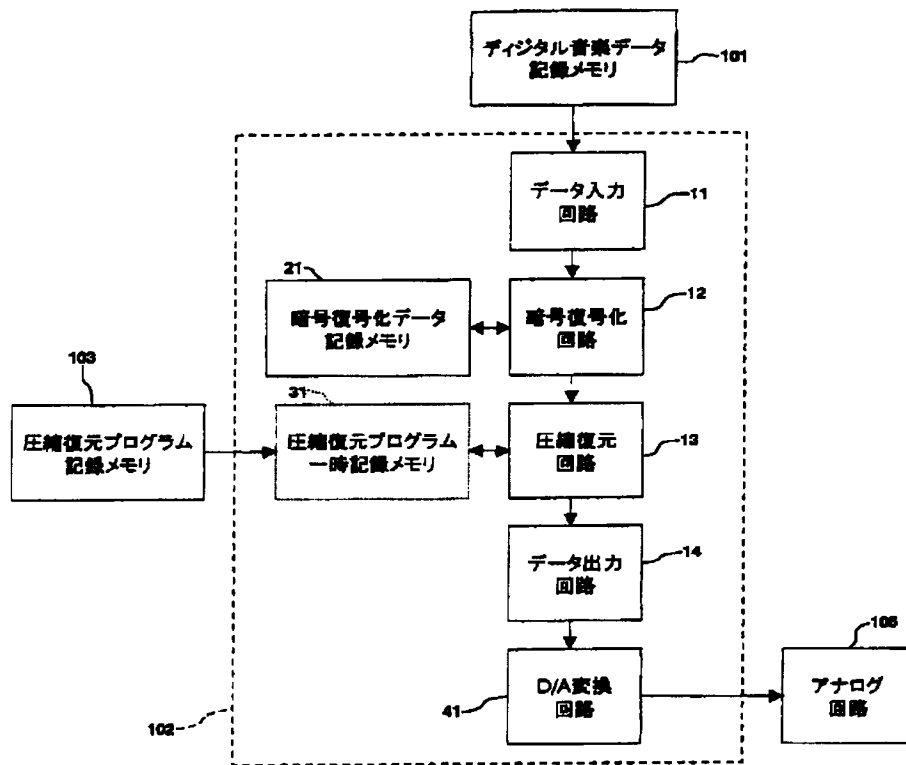 ディジタル音楽データ
記録メモリ
101
データ入力
回路
11
21
12
暗号復号化データ
記録メモリ
暗号復号化
回路
103
31
圧縮復元プログラム
記録メモリ
圧縮復元プログラム
一時記録メモリ
圧縮復元
回路
13
14
データ出力
回路
105
D/A変換
回路
アナログ
回路
41
102